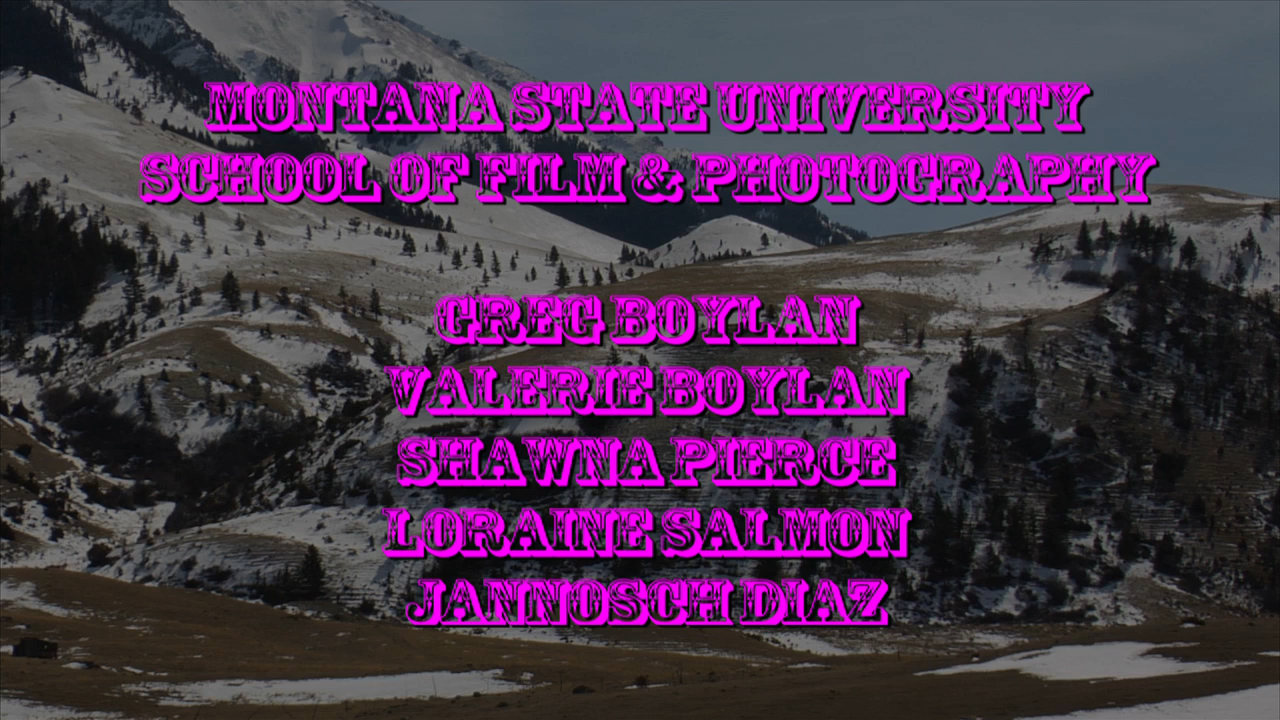 MONTANA STATE UNIVERSITY
SCHOOL OF FILM & PHOTOGRAPHY
GREG BOYLAN
VALERIE BOYLAN
SHAWNA PIERCE
LORAINE SALMON
JANNOSCH DIAZ